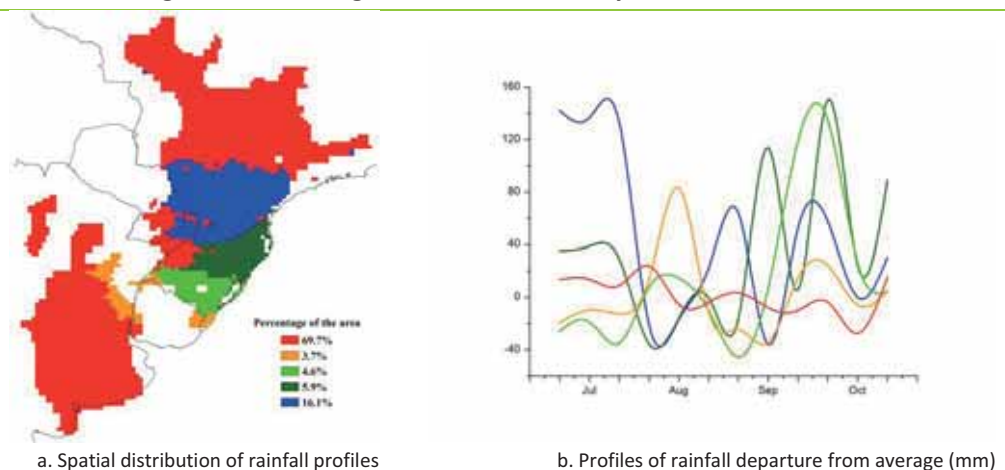 Percentage of the area
69.7%
3.7%
4.6%
5.9%
16.1%
160
120
80
40
0
-40
Jul Aug Sep Oct
a. Spatial distribution of rainfall profiles
b. Profiles of rainfall departure from average (mm)